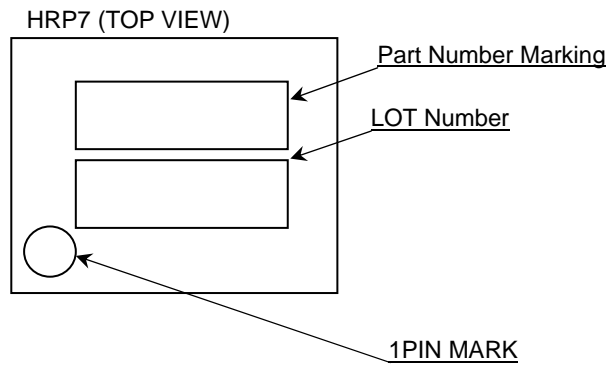 HRP7 (TOP VIEW)
Part Number Marking
LOT Number
1PIN MARK